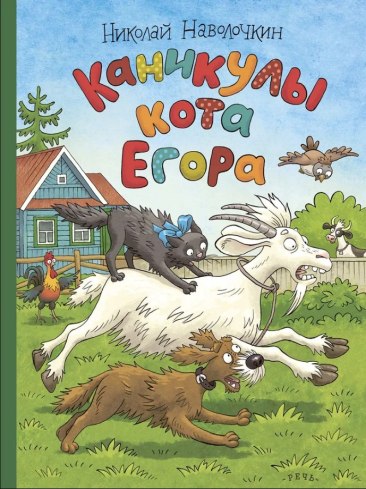 Николай Наволочкин
Каникулы
кота
Егора
-РЕЧЬ-